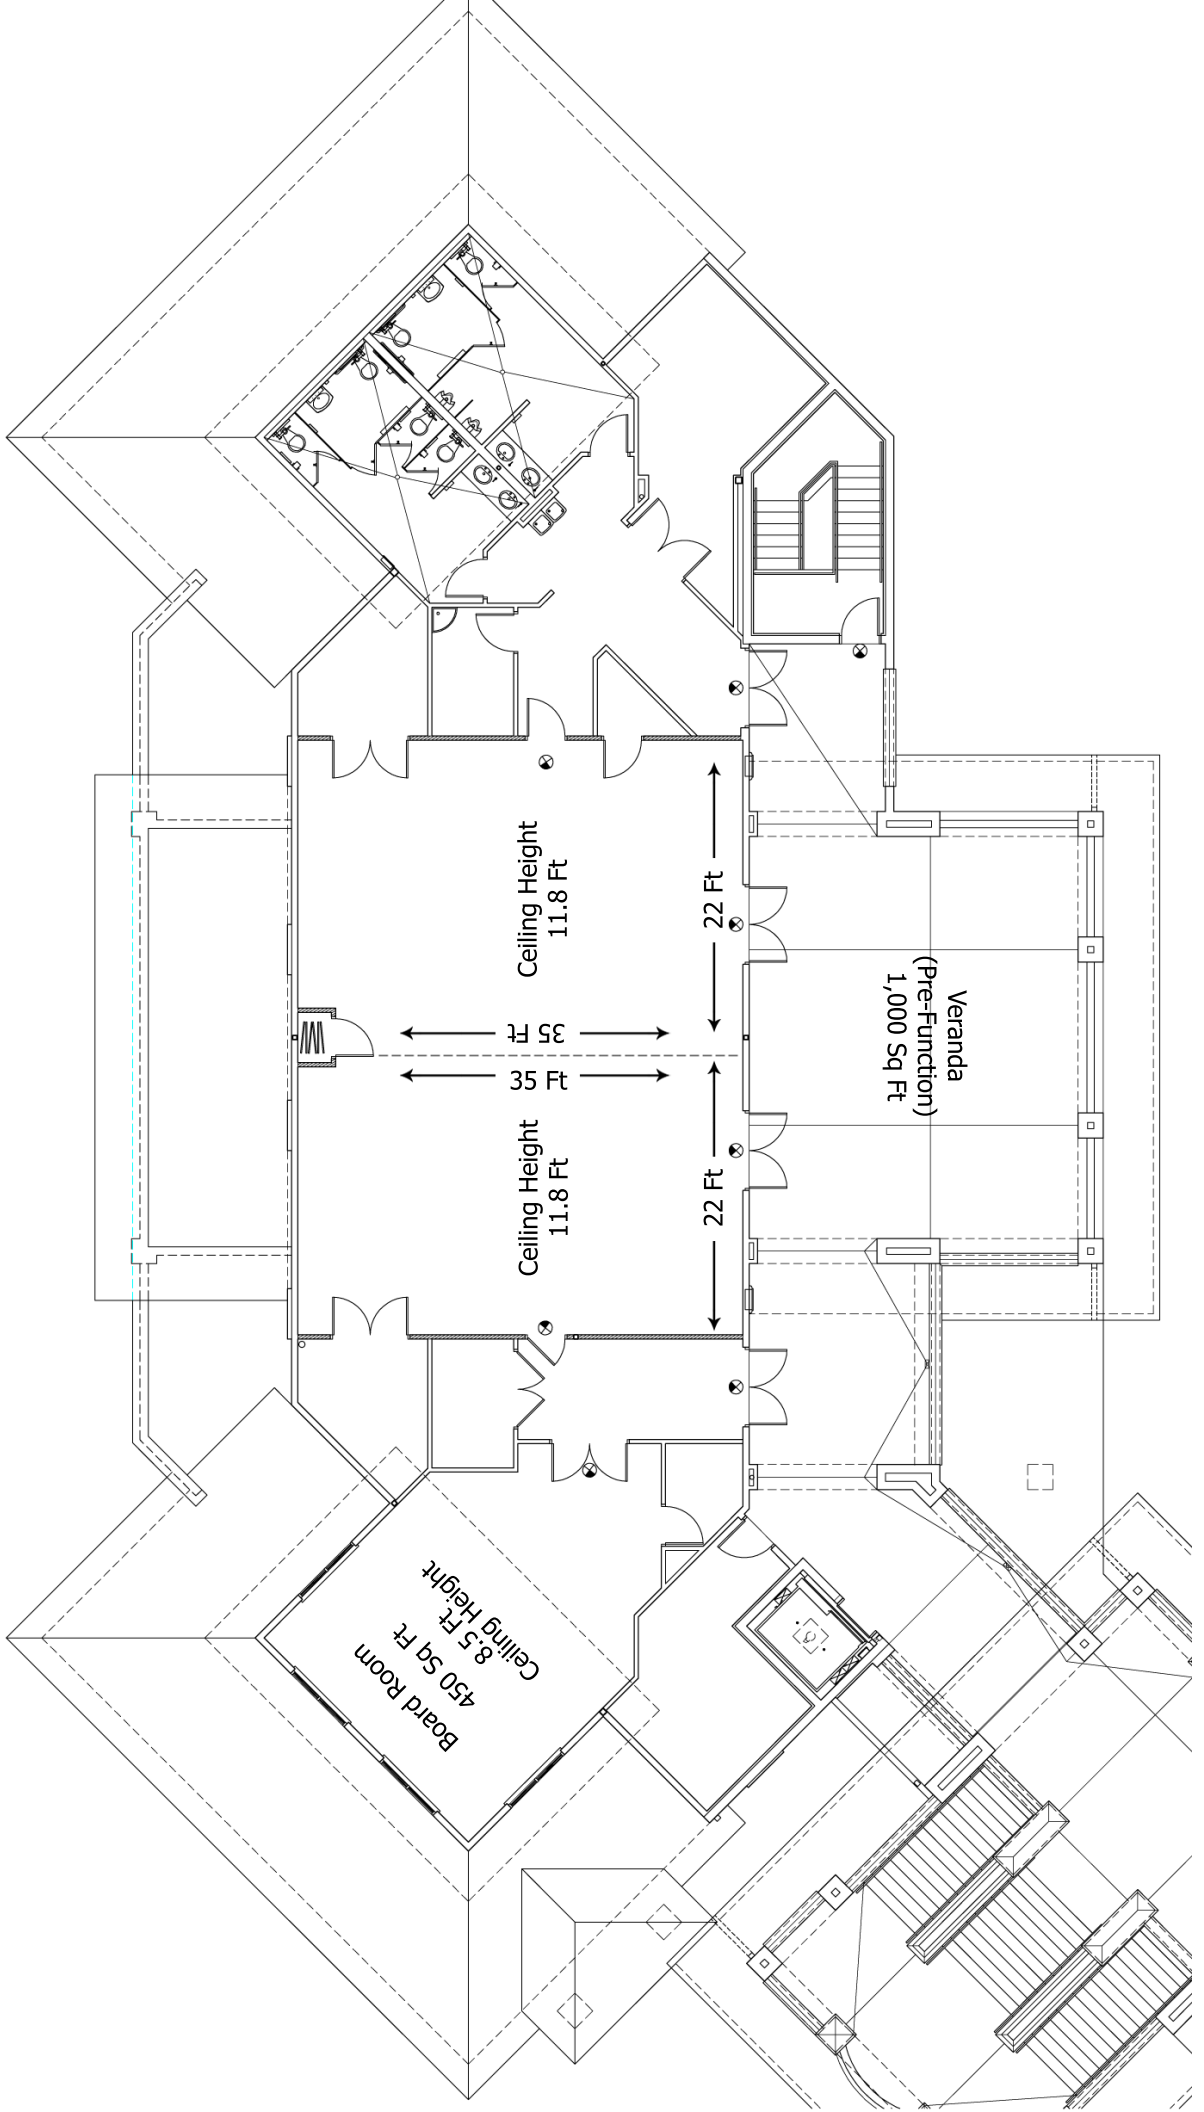 Ceiling Height
11.8 Ft
22 Ft
35 Ft
35 Ft
Ceiling Height
11.8 Ft
22 Ft
Veranda
(Pre-Function)
1,000 Sq Ft
Board Room
450 Sq Ft
8.5 Ft.
Ceiling Height